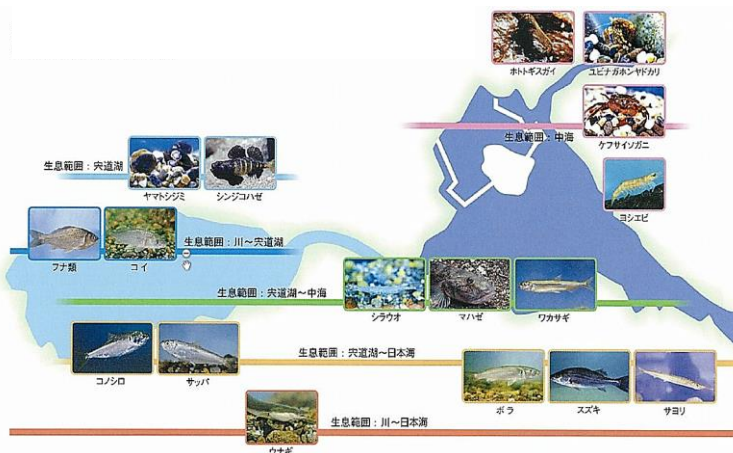 ホトトギスガイ
ユビナガホンヤドカリ
生息範囲：中海
ケフサイソガニ
生息範囲：宍道湖
ヤマトシジミ
シンジコハゼ
ヨシエビ
フナ類
コイ
生息範囲：川～宍道湖
生息範囲：宍道湖～中海
シラウオ
マハゼ
ワカサギ
コノシロ
サッパ
生息範囲：宍道湖～日本海
ボラ
スズキ
サヨリ
ウナギ
生息範囲：川～日本海